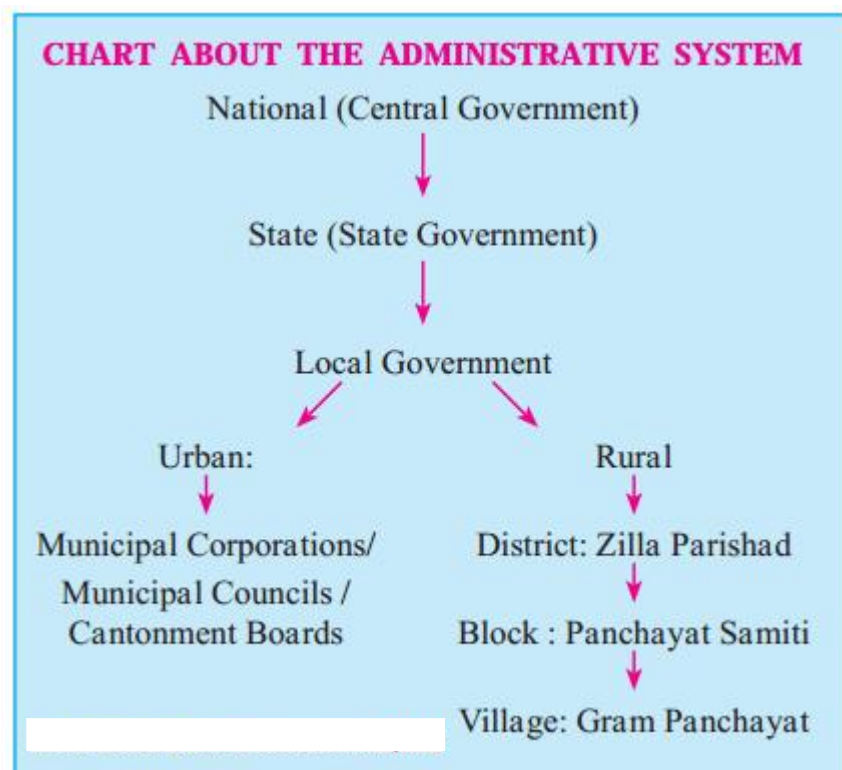 CHART ABOUT THE ADMINISTRATIVE SYSTEM
National (Central Government)
State (State Government)
Local Government
Urban:
Municipal Corporations/
Municipal Councils /
Cantonment Boards
Rural
District: Zilla Parishad
Block : Panchayat Samiti
Village: Gram Panchayat